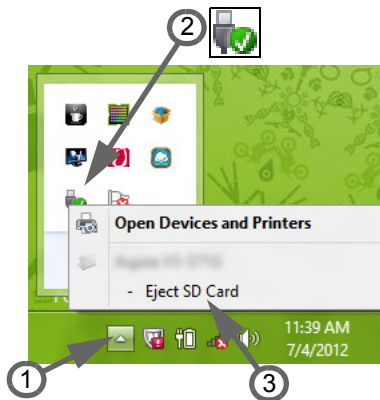 2
Open Devices and Printers
- Eject SD Card
11:39 AM
7/4/2012
1
3